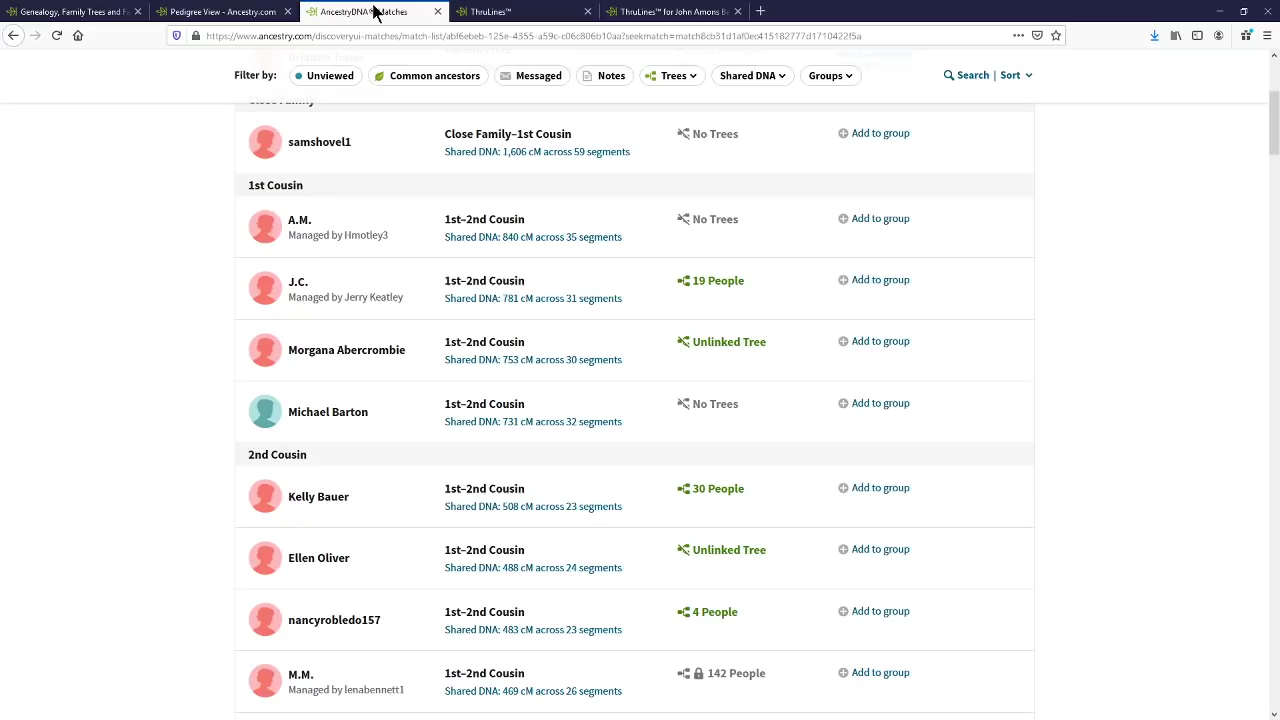 Genealogy, Family Trees and Fa
Pedigree View - Ancestry.com
AncestryDNA® Matches
ThruLines™
ThruLines™ for John Amons B
https://www.ancestry.com/discoveryui-matches/match-list/abf6ebeb-125e-4355-a59c-c06c806b10aa?seekmatch=match8cb31d1af0ec415182777d1710422f5a
Filter by:
Unviewed
Common ancestors
Messaged
Notes
Trees
Shared DNA
Groups
Search | Sort
Close Family
samshovel1
Close Family–1st Cousin
Shared DNA: 1,606 cM across 59 segments
No Trees
Add to group
1st Cousin
A.M.
Managed by Hmotley3
1st–2nd Cousin
Shared DNA: 840 cM across 35 segments
No Trees
Add to group
J.C.
Managed by Jerry Keatley
1st–2nd Cousin
Shared DNA: 781 cM across 31 segments
19 People
Add to group
Morgana Abercrombie
1st–2nd Cousin
Shared DNA: 753 cM across 30 segments
Unlinked Tree
Add to group
Michael Barton
1st–2nd Cousin
Shared DNA: 731 cM across 32 segments
No Trees
Add to group
2nd Cousin
Kelly Bauer
1st–2nd Cousin
Shared DNA: 508 cM across 23 segments
30 People
Add to group
Ellen Oliver
1st–2nd Cousin
Shared DNA: 488 cM across 24 segments
Unlinked Tree
Add to group
nancyrobledo157
1st–2nd Cousin
Shared DNA: 483 cM across 23 segments
4 People
Add to group
M.M.
Managed by lenabennett1
1st–2nd Cousin
Shared DNA: 469 cM across 26 segments
142 People
Add to group